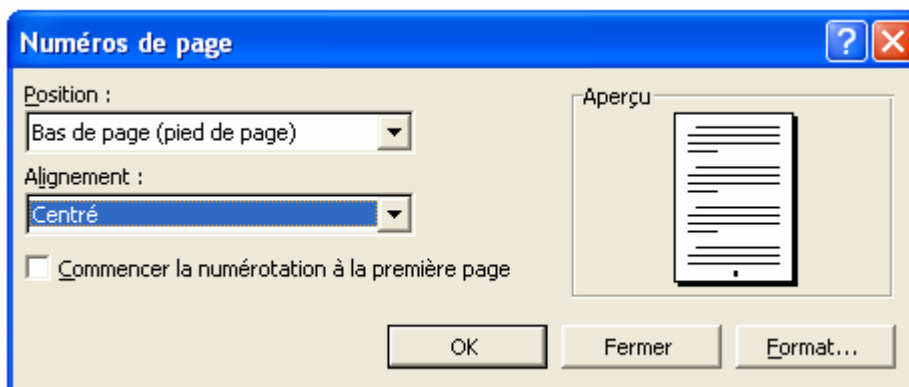 Numéros de page
Position :
Bas de page (pied de page)
Alignement :
Centré
Commencer la numérotation à la première page
Aperçu
OK
Fermer
Format...